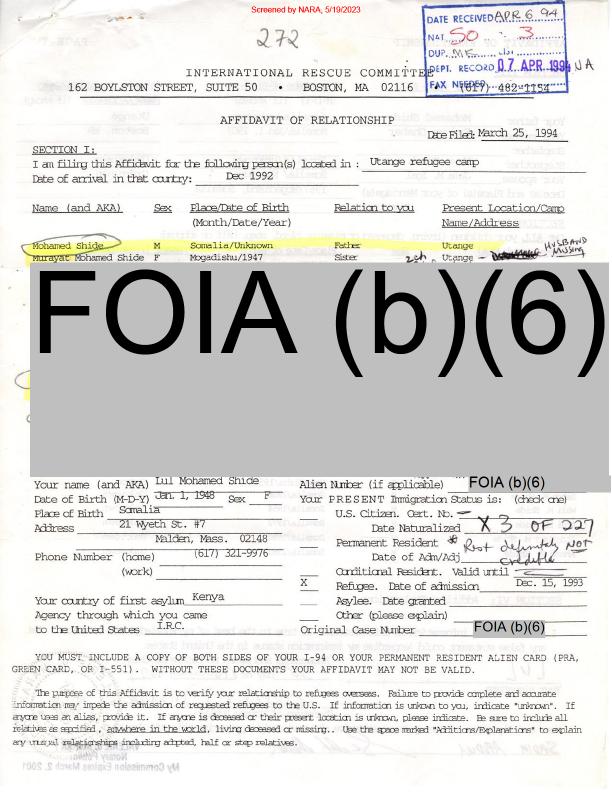 Screened by NARA, 5/19/2023
DATE RECEIVED APR 6 94
NAT. SO 3
DUP. MK
DEPT. RECORD 07 APR. 1994 NA
FAX NEEDED
272
INTERNATIONAL RESCUE COMMITTEE
162 BOYLSTON STREET, SUITE 50 • BOSTON, MA 02116 • (617) 482-1154
AFFIDAVIT OF RELATIONSHIP
Date Filed: March 25, 1994
SECTION I:
I am filing this Affidavit for the following person(s) located in : Utange refugee camp
Date of arrival in that country: Dec 1992
Name (and AKA) Sex Place/Date of Birth Relation to you Present Location/Camp
(Month/Date/Year) Name/Address
Mohamed Shide M Somalia/Unknown Father Utange
Murayat Mohamed Shide F Mogadishu/1947 Sister Utange - HUSBAND MISSING
FOIA (b)(6)
Your name (and AKA) Lul Mohamed Shide Alien Number (if applicable) FOIA (b)(6)
Date of Birth (M-D-Y) Jan. 1, 1948 Sex F Your PRESENT Immigration Status is: (check one)
Place of Birth Somalia U.S. Citizen. Cert. No.
Address 21 Wyeth St. #7 Date Naturalized X3 OF 227
Malden, Mass. 02148 Permanent Resident * Rest definitely NOT credible
Phone Number (home) (617) 321-9976 Date of Adm/Adj
(work) Conditional Resident. Valid until
X Refugee. Date of admission Dec. 15, 1993
Your country of first asylum Kenya Asylee. Date granted
Agency through which you came Other (please explain)
to the United States I.R.C. Original Case Number FOIA (b)(6)
YOU MUST INCLUDE A COPY OF BOTH SIDES OF YOUR I-94 OR YOUR PERMANENT RESIDENT ALIEN CARD (PRA,
GREEN CARD, OR I-551). WITHOUT THESE DOCUMENTS YOUR AFFIDAVIT MAY NOT BE VALID.
The purpose of this Affidavit is to verify your relationship to refugees overseas. Failure to provide complete and accurate
information may impede the admission of requested refugees to the U.S. If information is unknown to you, indicate "unknown". If
anyone uses an alias, provide it. If anyone is deceased or their present location is unknown, please indicate. Be sure to include all
relatives as specified, anywhere in the world, living deceased or missing.. Use the space marked "Additions/Explanations" to explain
any unusual relationships including adopted, half or step relatives.
My Commission Expires March 2, 2001